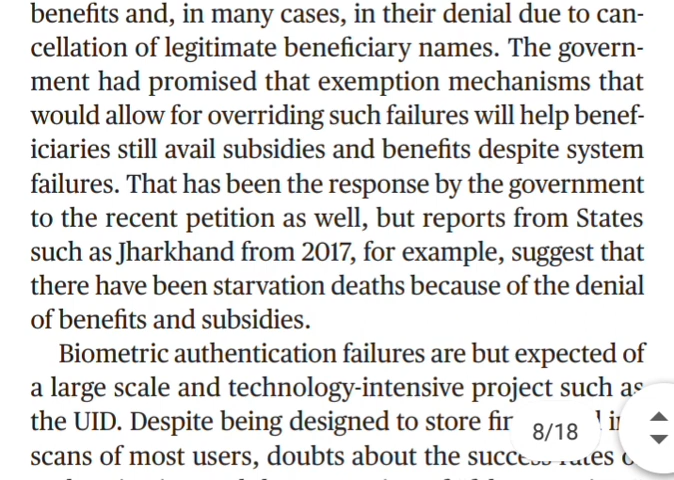 benefits and, in many cases, in their denial due to can-
cellation of legitimate beneficiary names. The govern-
ment had promised that exemption mechanisms that
would allow for overriding such failures will help benef-
iciaries still avail subsidies and benefits despite system
failures. That has been the response by the government
to the recent petition as well, but reports from States
such as Jharkhand from 2017, for example, suggest that
there have been starvation deaths because of the denial
of benefits and subsidies.
Biometric authentication failures are but expected of
a large scale and technology-intensive project such as
the UID. Despite being designed to store
8/18
scans of most users, doubts about the success rates